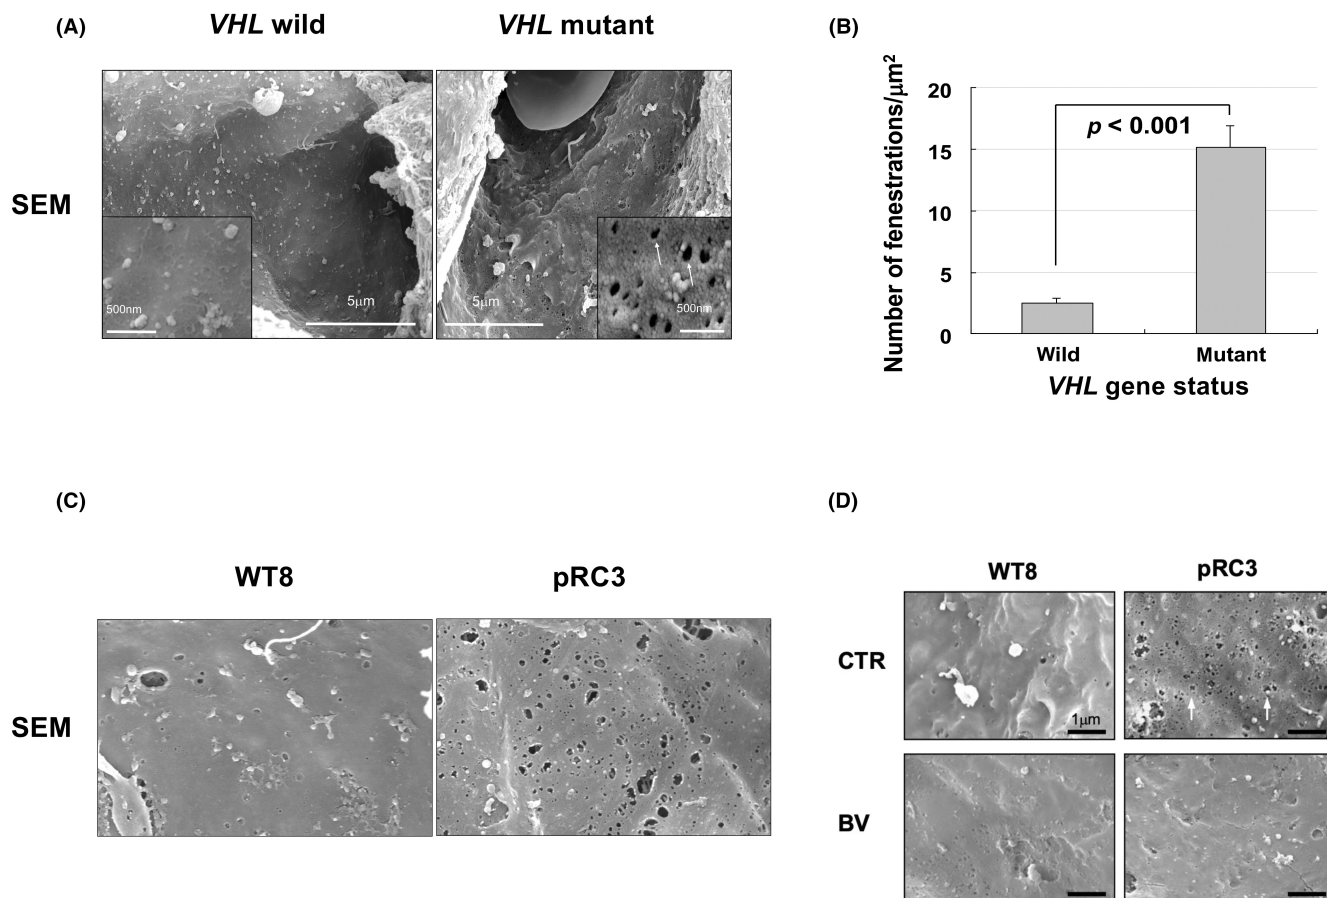 (A)
VHL wild
VHL mutant
SEM
500nm
5μm
5μm
500nm
(B)
Number of fenestrations/μm²
20
15
10
5
0
p < 0.001
Wild
Mutant
VHL gene status
(C)
WT8
pRC3
SEM
(D)
WT8
pRC3
CTR
1μm
BV